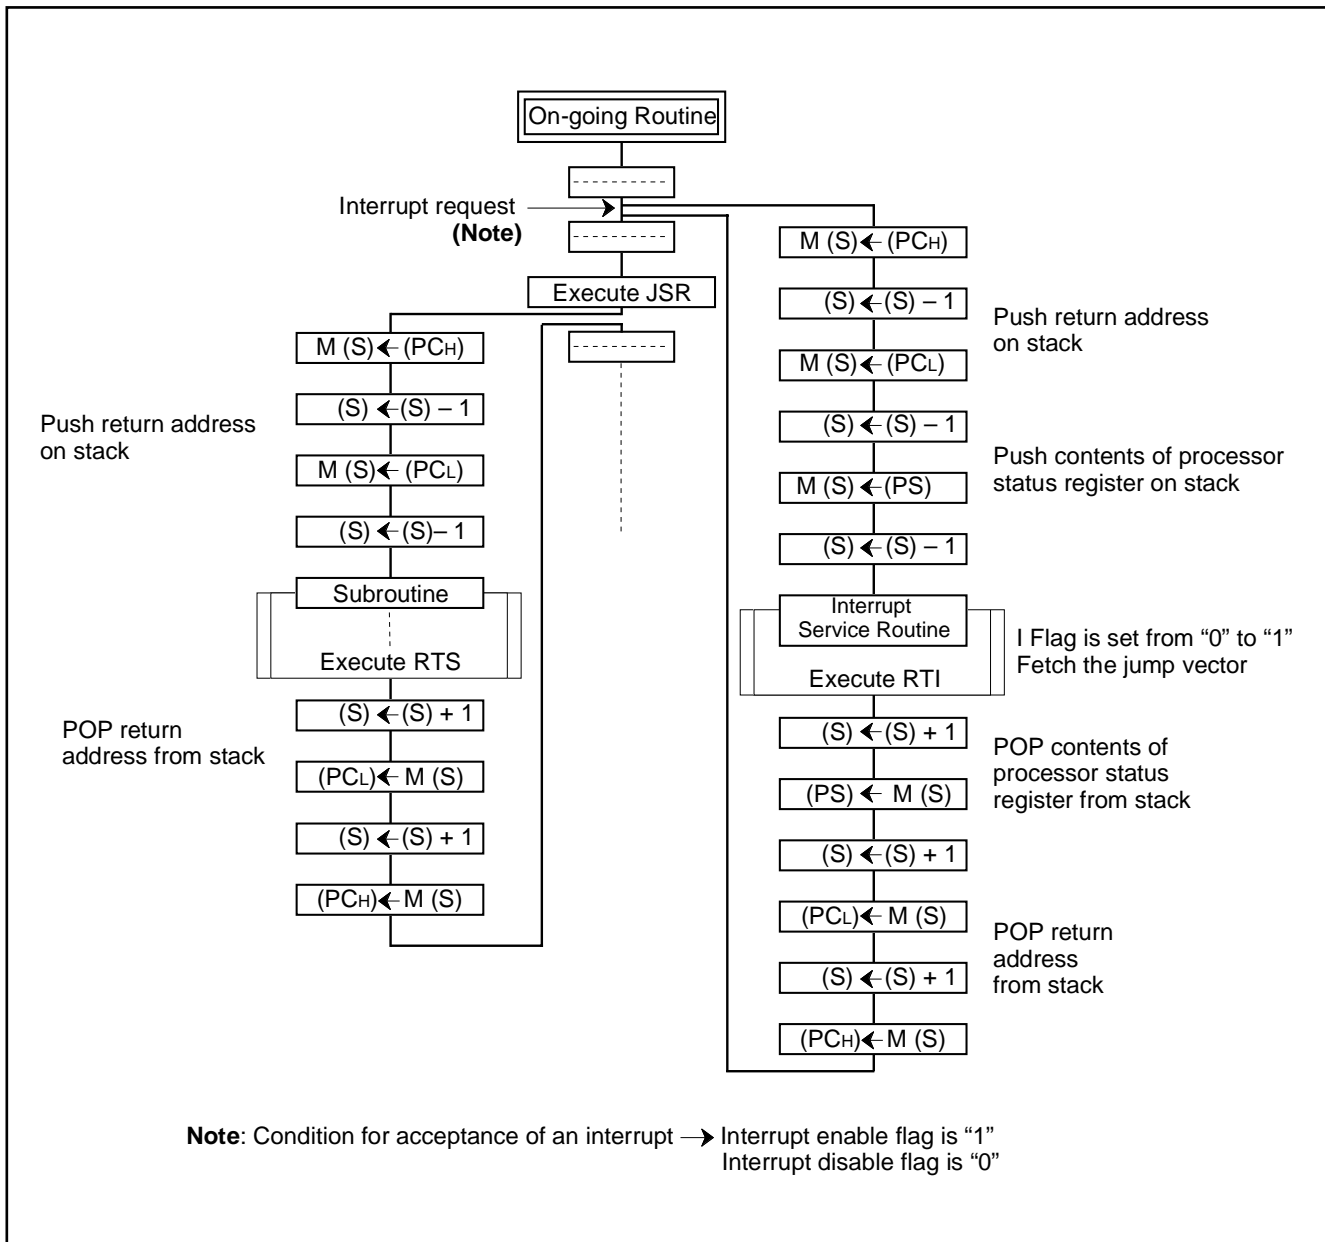 On-going Routine
Interrupt request
(Note)
Execute JSR
M (S) ← (PCH)
(S) ← (S) – 1
M (S) ← (PCL)
(S) ← (S)– 1
Push return address
on stack
Subroutine
Execute RTS
(S) ← (S) + 1
(PCL) ← M (S)
(S) ← (S) + 1
(PCH) ← M (S)
POP return
address from stack
M (S) ← (PCH)
(S) ← (S) – 1
M (S) ← (PCL)
(S) ← (S) – 1
M (S) ← (PS)
(S) ← (S) – 1
Push return address
on stack
Push contents of processor
status register on stack
Interrupt
Service Routine
Execute RTI
I Flag is set from “0” to “1”
Fetch the jump vector
(S) ← (S) + 1
(PS) ← M (S)
(S) ← (S) + 1
(PCL) ← M (S)
(S) ← (S) + 1
(PCH) ← M (S)
POP contents of
processor status
register from stack
POP return
address
from stack
Note: Condition for acceptance of an interrupt → Interrupt enable flag is “1”
Interrupt disable flag is “0”